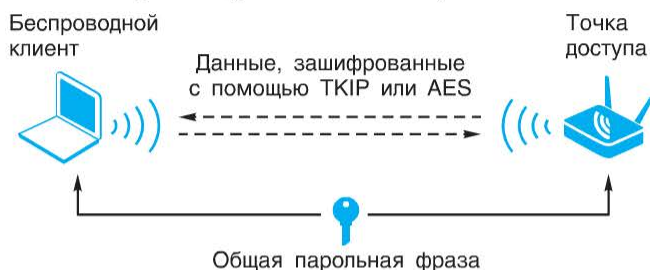 Беспроводной
клиент
Точка
доступа
Данные, зашифрованные
с помощью TKIP или AES
Общая парольная фраза